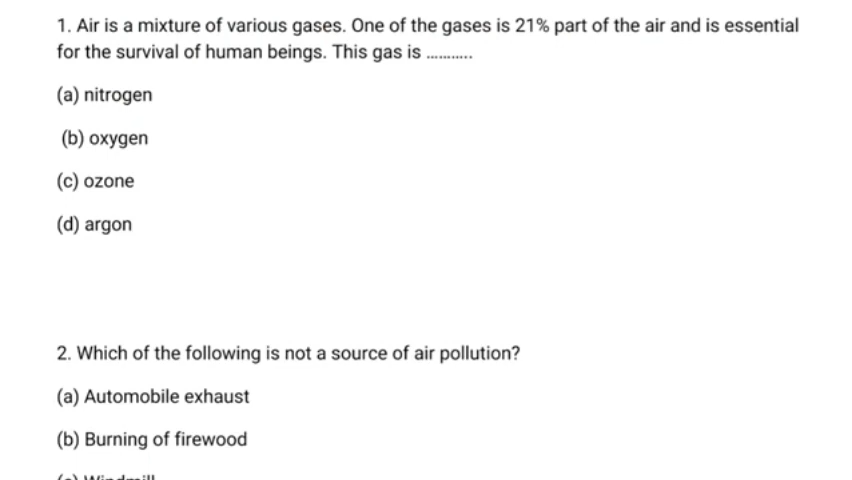 1. Air is a mixture of various gases. One of the gases is 21% part of the air and is essential
for the survival of human beings. This gas is ...........
(a) nitrogen
(b) oxygen
(c) ozone
(d) argon
2. Which of the following is not a source of air pollution?
(a) Automobile exhaust
(b) Burning of firewood
(c) Windmill